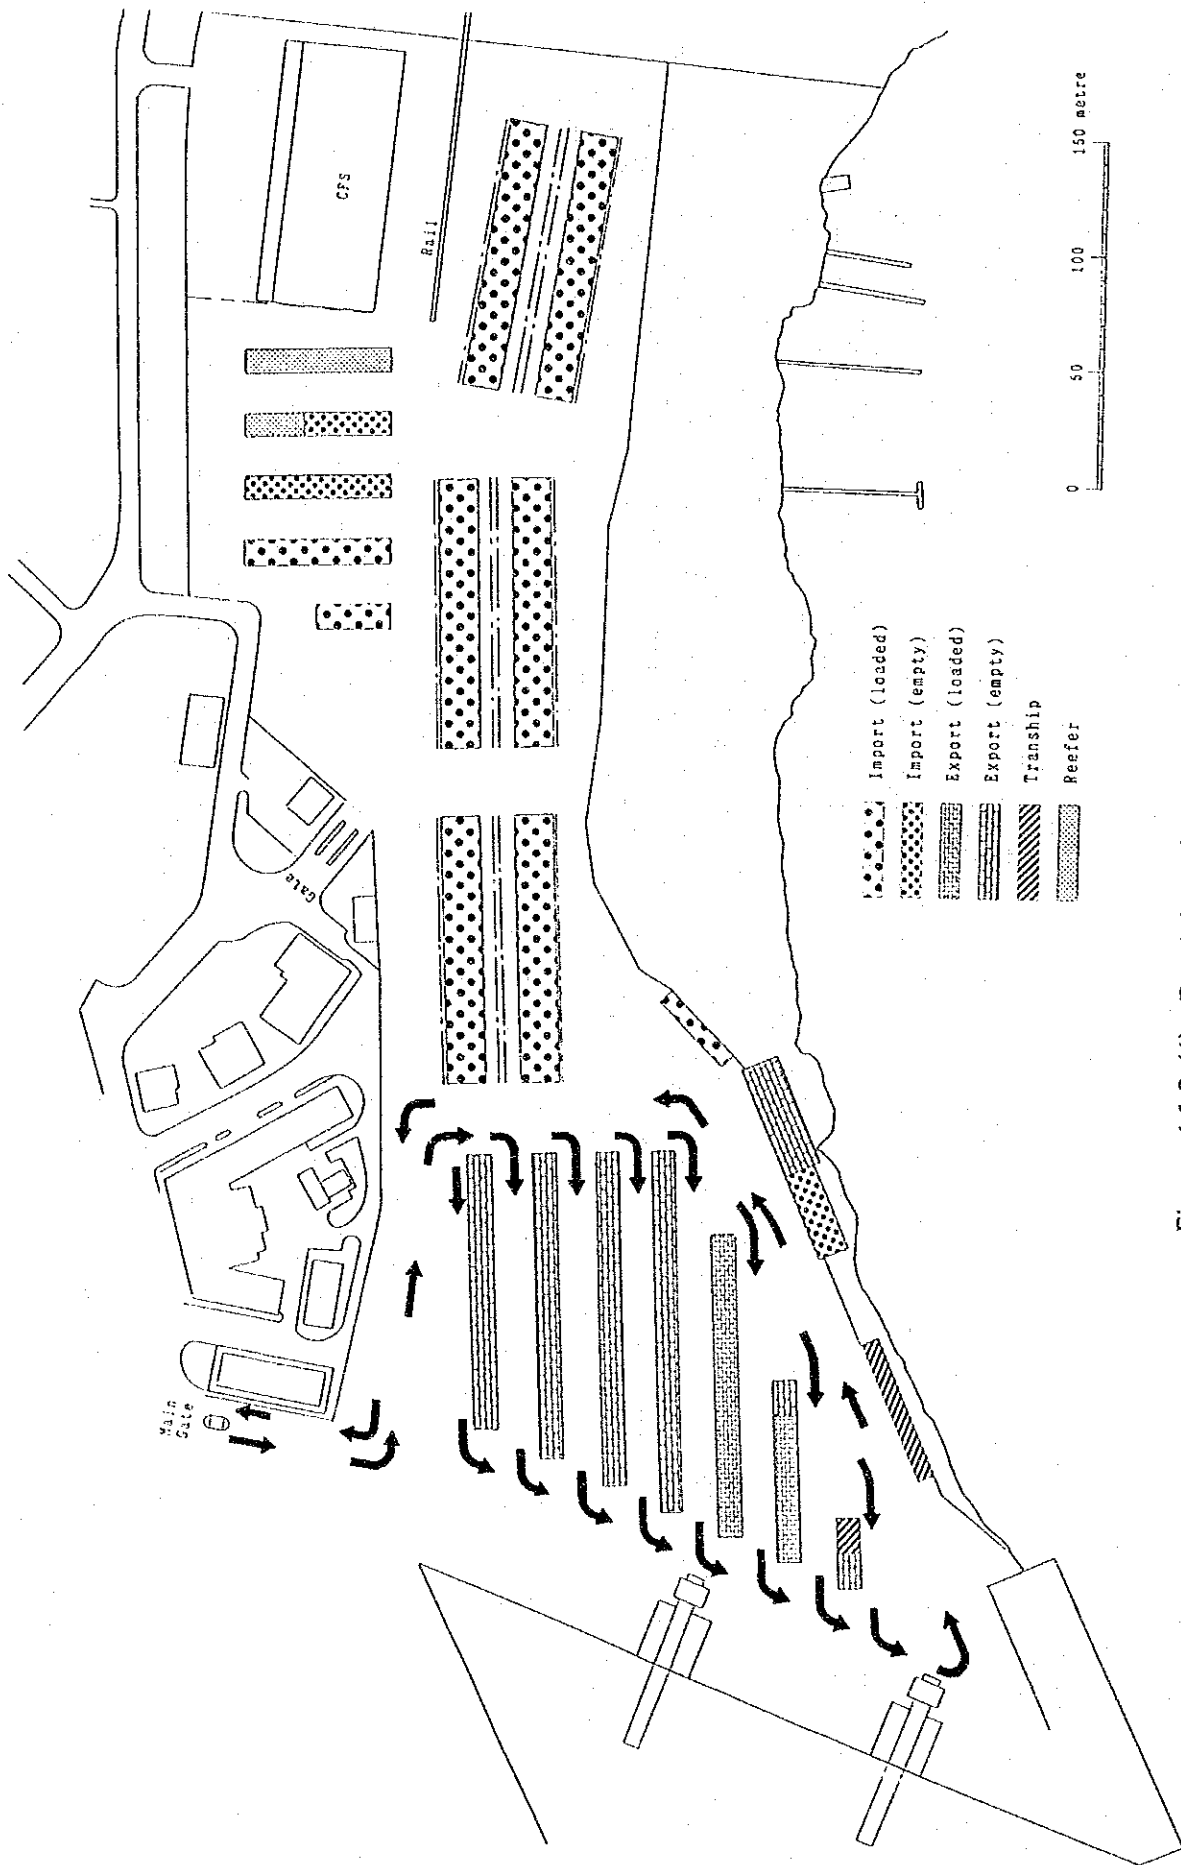 CFS
Rail
Gate
Main
Gate
Import (loaded)
Import (empty)
Export (loaded)
Export (empty)
Tranship
Reefer
0 50 100 150 metre